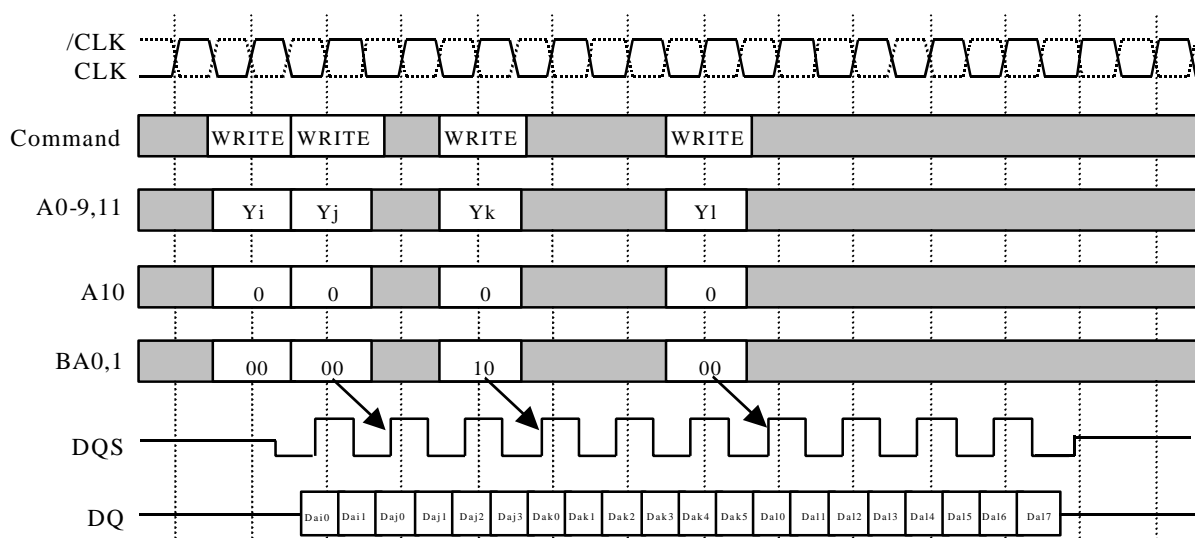 /CLK
CLK
Command WRITE WRITE WRITE WRITE
A0-9,11 Yi Yj Yk Yl
A10 0 0 0 0
BA0,1 00 00 10 00
DQS
DQ Dai0 Dai1 Daj0 Daj1 Daj2 Daj3 Dak0 Dak1 Dak2 Dak3 Dak4 Dak5 Dal0 Dal1 Dal2 Dal3 Dal4 Dal5 Dal6 Dal7